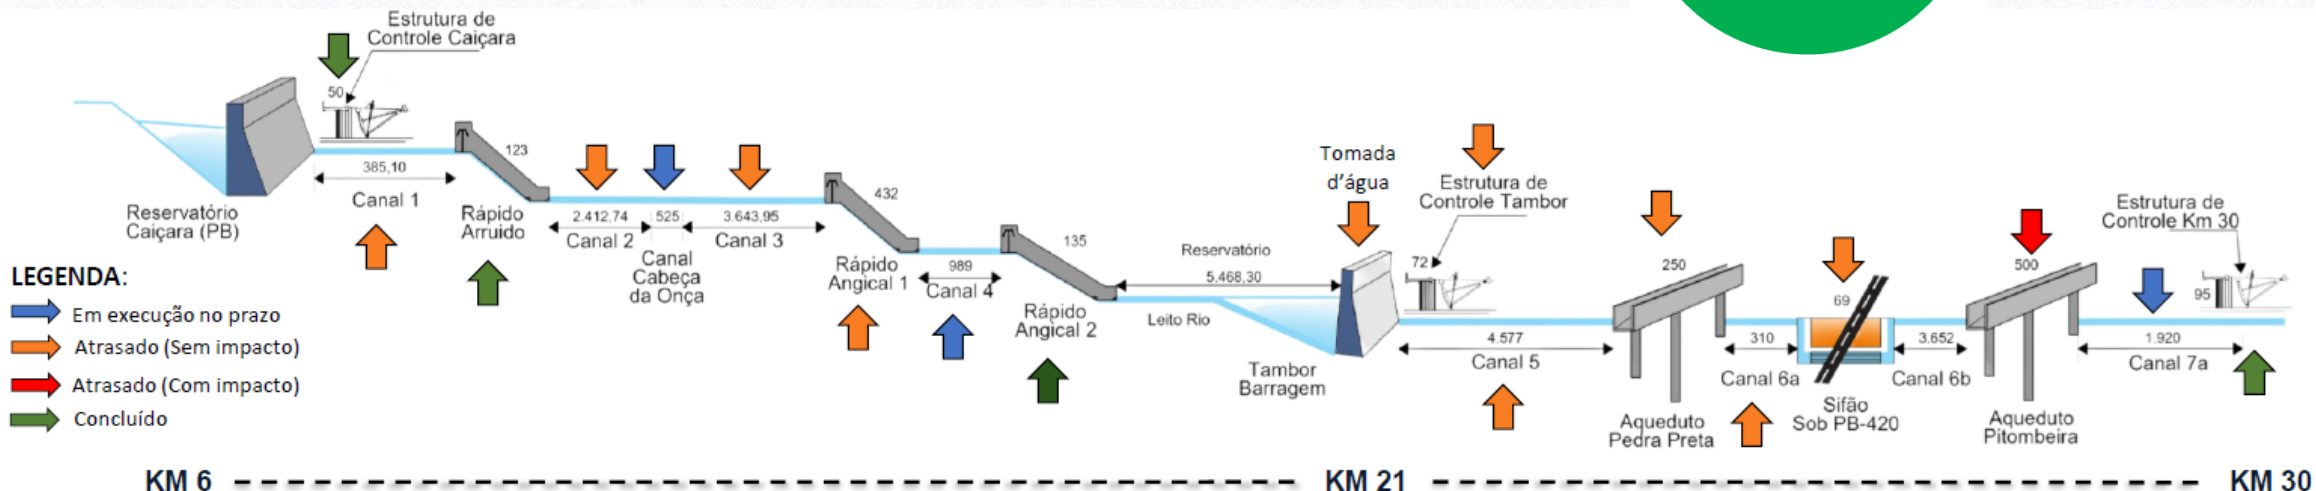 Estrutura de
Controle Caiçara
50
385,10
Canal 1
Reservatório
Caiçara (PB)
123
Rápido
Arruido
2.412,74
Canal 2
525
Canal
Cabeça
da Onça
3.643,95
Canal 3
432
Rápido
Angical 1
989
Canal 4
135
Rápido
Angical 2
Reservatório
5.468,30
Leito Rio
Tomada
d'água
Tambor
Barragem
Estrutura de
Controle Tambor
72
4.577
Canal 5
250
Aqueduto
Pedra Preta
310
Canal 6a
69
Sifão
Sob PB-420
3.652
Canal 6b
500
Aqueduto
Pitombeira
Estrutura de
Controle Km 30
95
1.920
Canal 7a
LEGENDA:
Em execução no prazo
Atrasado (Sem impacto)
Atrasado (Com impacto)
Concluído
KM 6
KM 21
KM 30